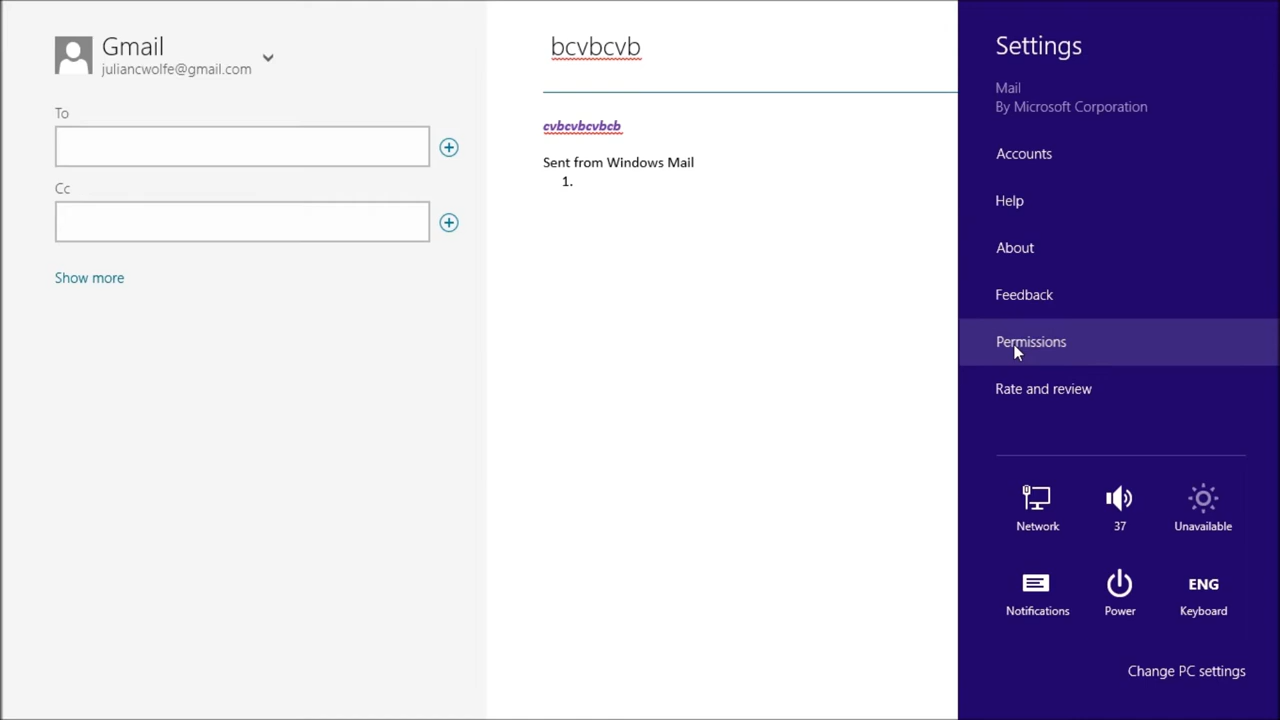 Gmail
juliancwolfe@gmail.com
To
Cc
Show more
bcvbcvb
cvbcvbcvbcb
Sent from Windows Mail
1.
Settings
Mail
By Microsoft Corporation
Accounts
Help
About
Feedback
Permissions
Rate and review
Network
37
Unavailable
Notifications
Power
ENG
Keyboard
Change PC settings